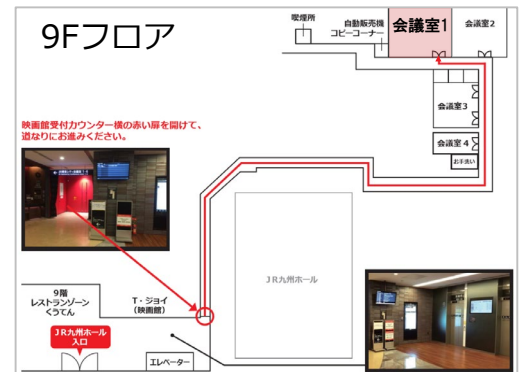 9Fフロア
喫煙所
自動販売機
コピーコーナー
会議室1
会議室2
会議室3
会議室4
お手洗い
映画館受付カウンター横の赤い扉を開けて、
道なりにお進みください。
JR九州ホール
9階
レストランゾーン
くうてん
T・ジョイ
(映画館)
JR九州ホール
入口
エレベーター